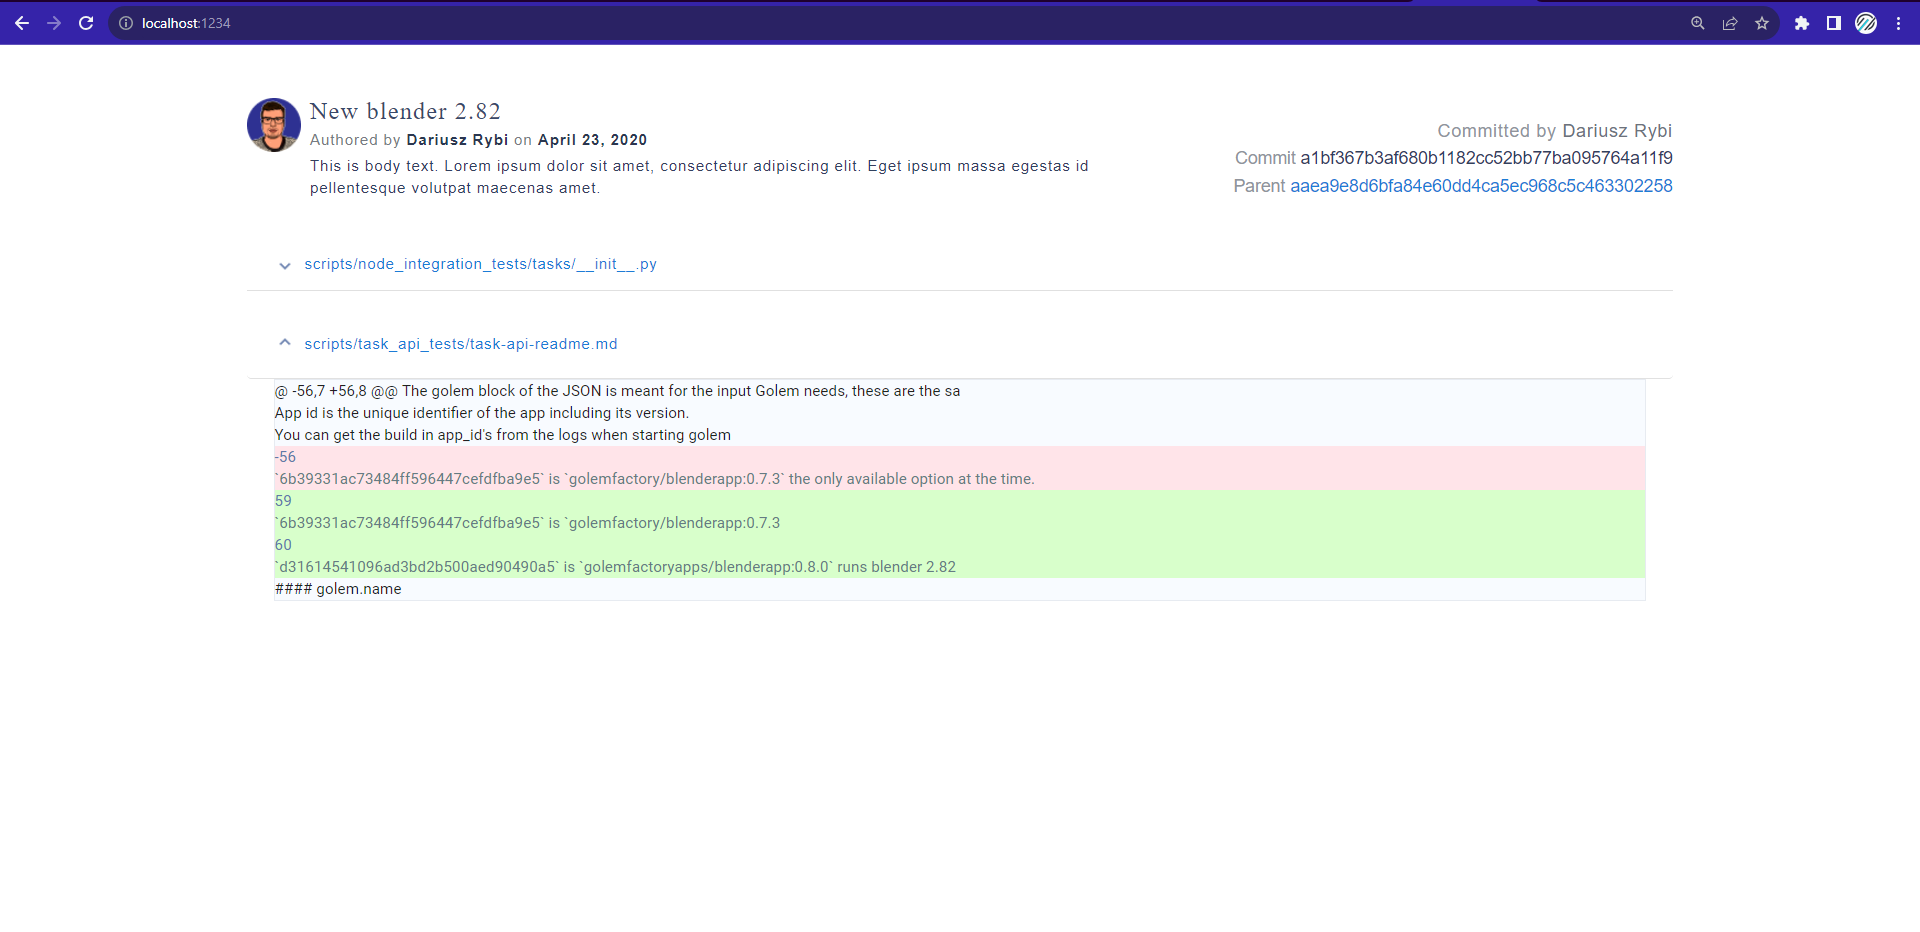 localhost:1234
New blender 2.82
Authored by Dariusz Rybi on April 23, 2020
This is body text. Lorem ipsum dolor sit amet, consectetur adipiscing elit. Eget ipsum massa egestas id
pellentesque volutpat maecenas amet.
Committed by Dariusz Rybi
Commit a1bf367b3af680b1182cc52bb77ba095764a11f9
Parent aaea9e8d6bfa84e60dd4ca5ec968c5c463302258
scripts/node_integration_tests/tasks/__init__.py
scripts/task_api_tests/task-api-readme.md
@ -56,7 +56,8 @@ The golem block of the JSON is meant for the input Golem needs, these are the sa
App id is the unique identifier of the app including its version.
You can get the build in app_id's from the logs when starting golem
-56
`6b39331ac73484ff596447cefdfba9e5` is `golemfactory/blenderapp:0.7.3` the only available option at the time.
59
`6b39331ac73484ff596447cefdfba9e5` is `golemfactory/blenderapp:0.7.3
60
`d31614541096ad3bd2b500aed90490a5` is `golemfactoryapps/blenderapp:0.8.0` runs blender 2.82
#### golem.name